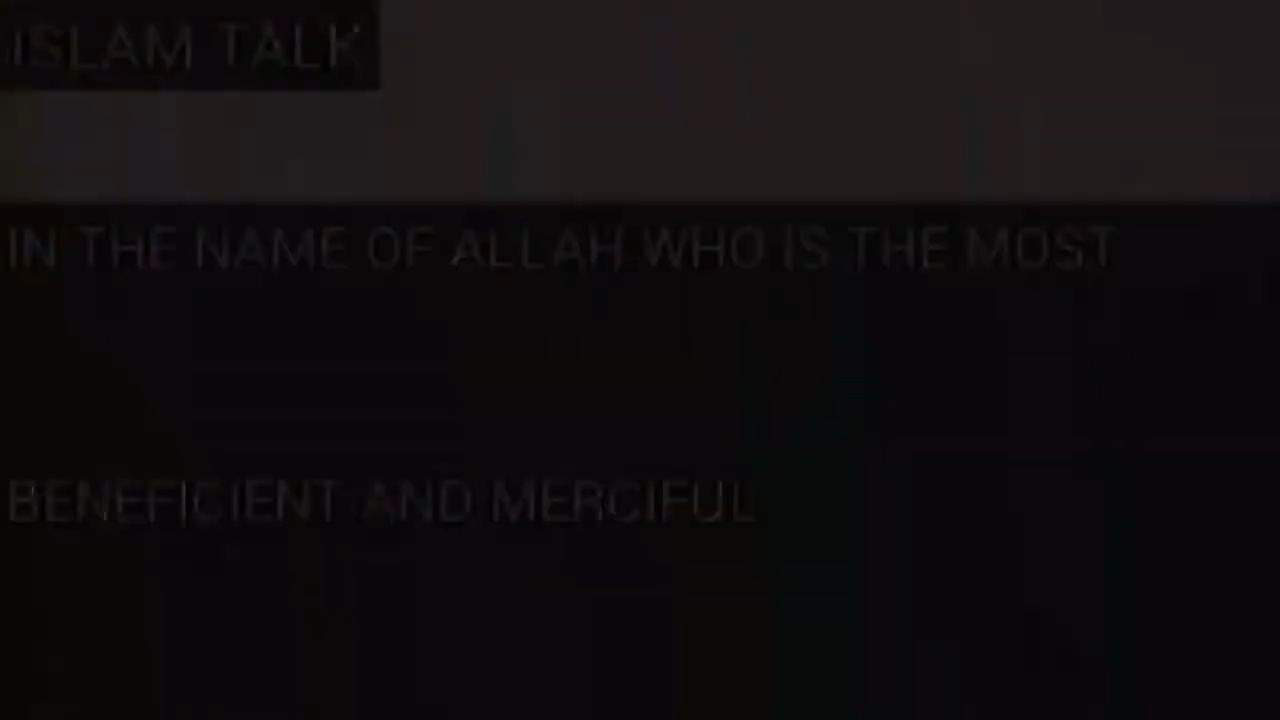 ISLAM TALK
IN THE NAME OF ALLAH WHO IS THE MOST
BENEFICIENT AND MERCIFUL